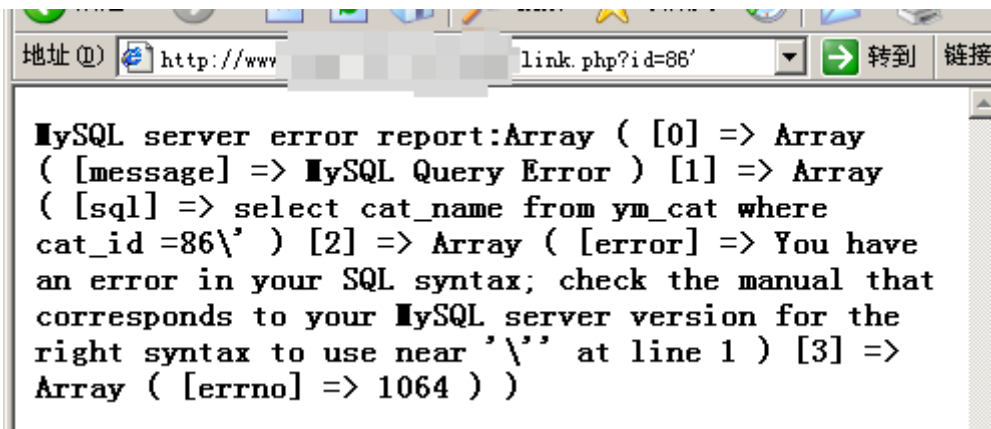 地址(D) http://www link.php?id=86' 转到 链接
MySQL server error report:Array ( [0] => Array
( [message] => MySQL Query Error ) [1] => Array
( [sql] => select cat_name from ym_cat where
cat_id =86\' ) [2] => Array ( [error] => You have
an error in your SQL syntax; check the manual that
corresponds to your MySQL server version for the
right syntax to use near '\'' at line 1 ) [3] =>
Array ( [errno] => 1064 ) )